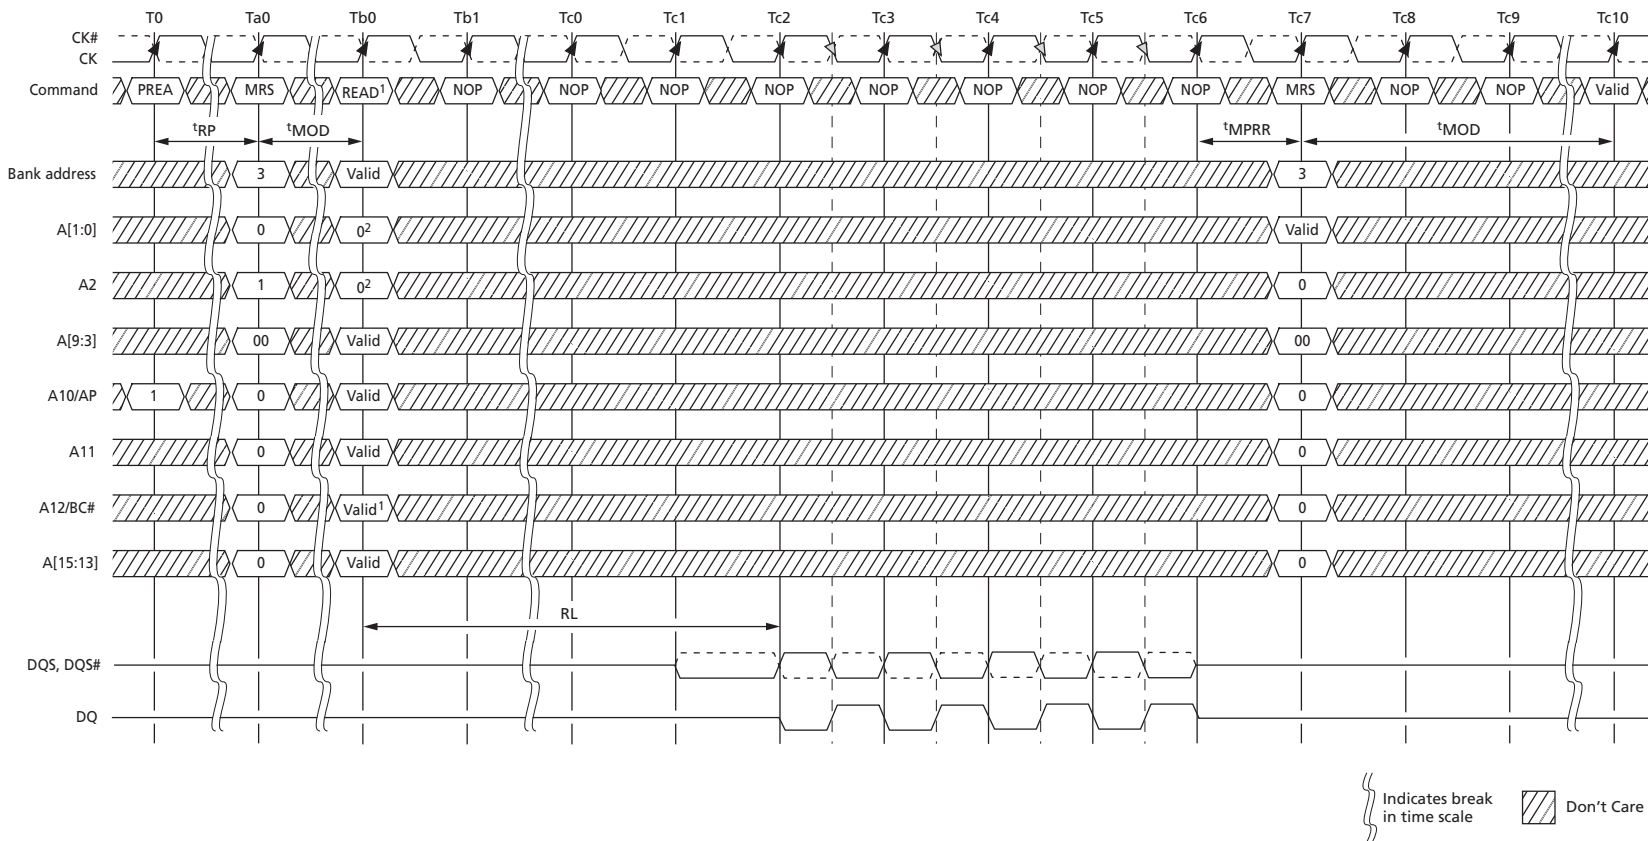 T0 Ta0 Tb0 Tb1 Tc0 Tc1 Tc2 Tc3 Tc4 Tc5 Tc6 Tc7 Tc8 Tc9 Tc10
CK#
CK
Command PREA MRS READ¹ NOP NOP NOP NOP NOP NOP NOP NOP MRS NOP NOP Valid
ᵗRP ᵗMOD ᵗMPRR ᵗMOD
Bank address 3 Valid 3
A[1:0] 0 0² Valid
A2 1 0² 0
A[9:3] 00 Valid 00
A10/AP 1 0 Valid 0
A11 0 Valid 0
A12/BC# 0 Valid¹ 0
A[15:13] 0 Valid 0
RL
DQS, DQS#
DQ
Indicates break
in time scale
Don't Care